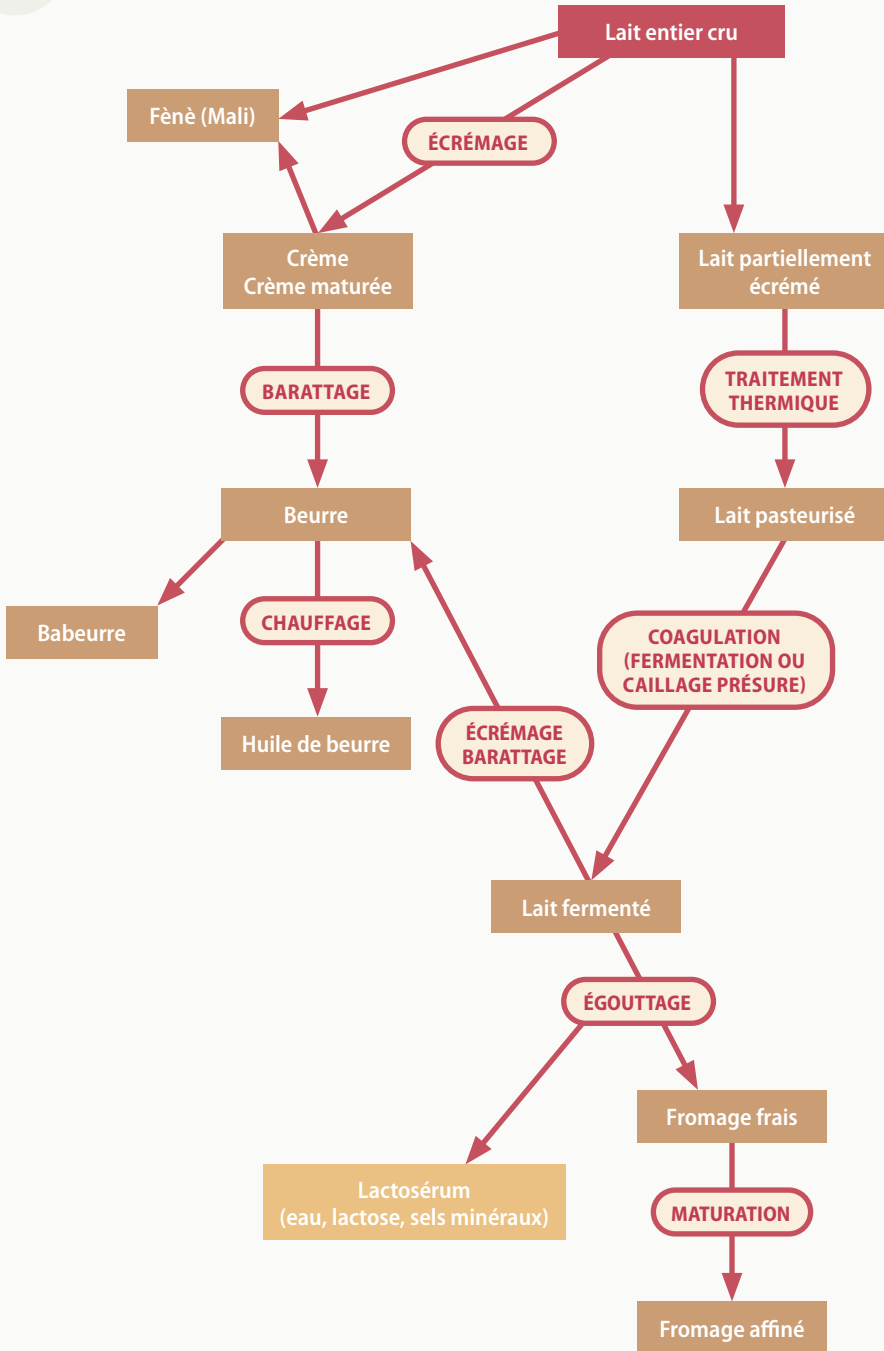 Lait entier cru
Fènè (Mali)
ÉCRÉMAGE
Crème
Crème maturée
Lait partiellement
écrémé
BARATTAGE
TRAITEMENT
THERMIQUE
Beurre
Lait pasteurisé
Babeurre
CHAUFFAGE
COAGULATION
(FERMENTATION OU
CAILLAGE PRÉSURE)
Huile de beurre
ÉCRÉMAGE
BARATTAGE
Lait fermenté
ÉGOUTTAGE
Fromage frais
Lactosérum
(eau, lactose, sels minéraux)
MATURATION
Fromage affiné